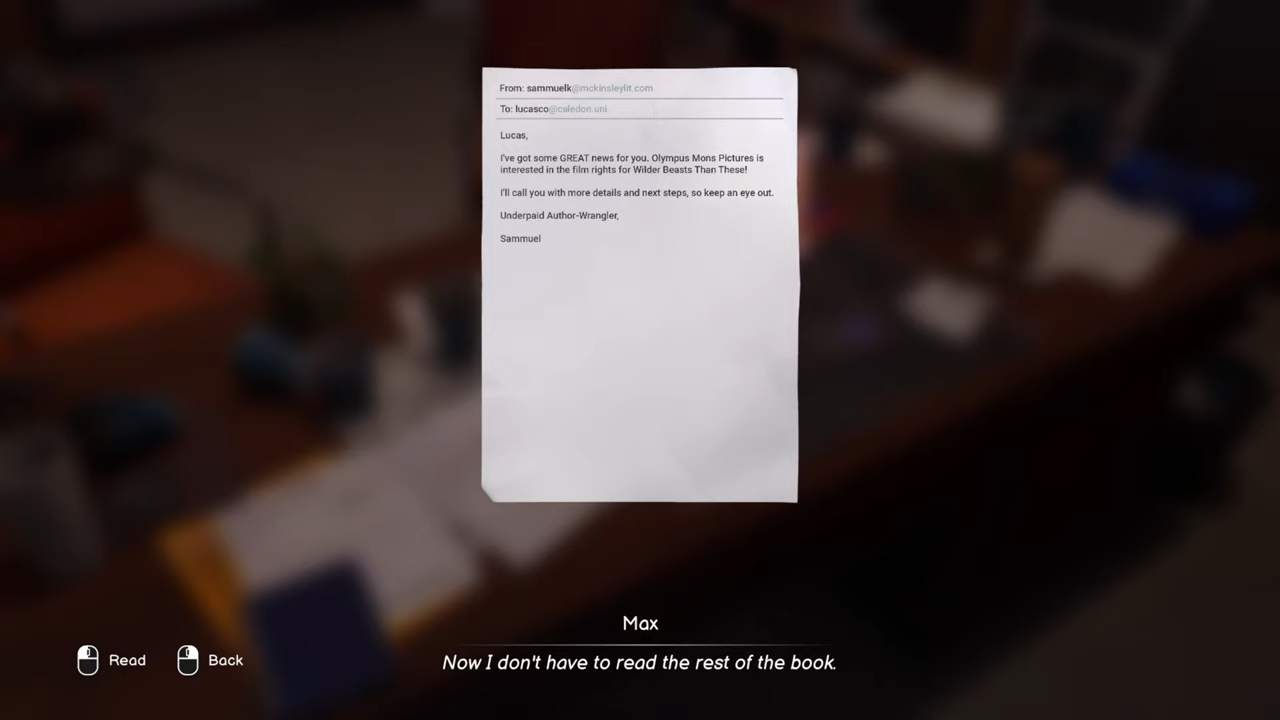 From: sammuelk@mckinsleylit.com
To: lucasco@caledon.uni
Lucas,
I've got some GREAT news for you. Olympus Mons Pictures is
interested in the film rights for Wilder Beasts Than These!
I'll call you with more details and next steps, so keep an eye out.
Underpaid Author-Wrangler,
Sammuel
Max
Now I don't have to read the rest of the book.
Read Back